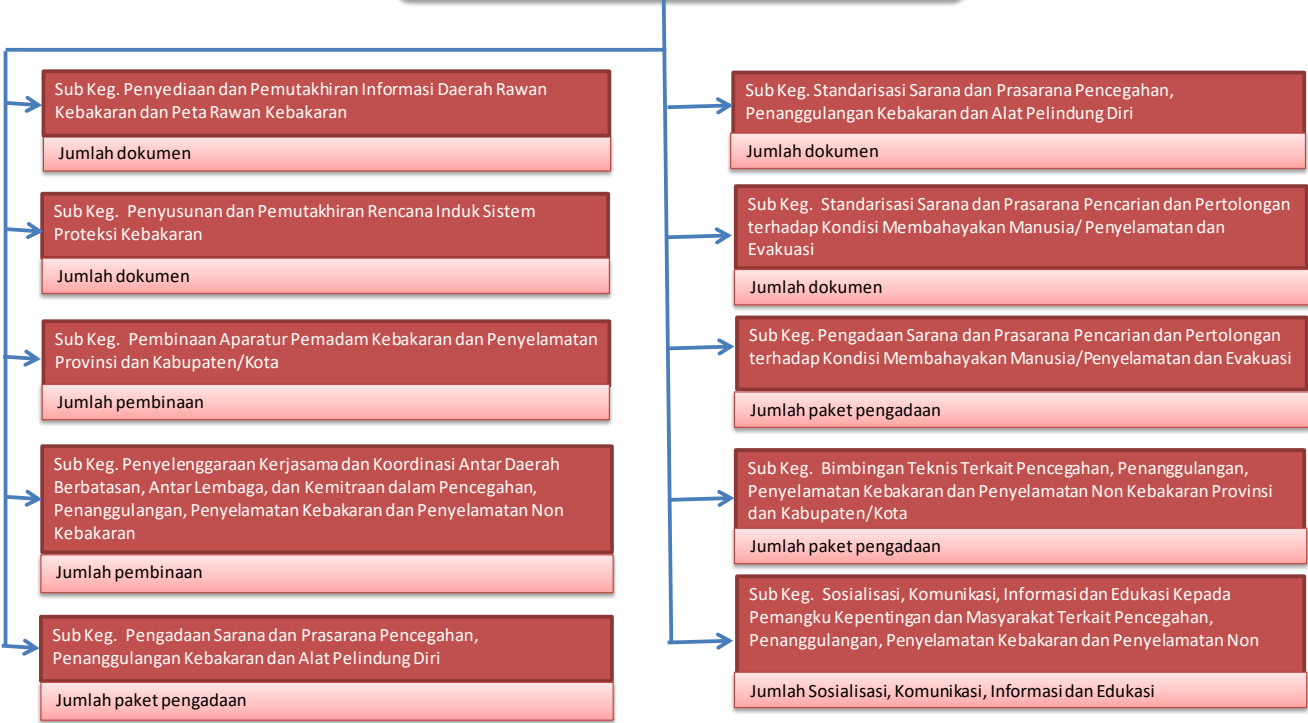 Sub Keg. Penyediaan dan Pemutakhiran Informasi Daerah Rawan
Kebakaran dan Peta Rawan Kebakaran
Jumlah dokumen
Sub Keg. Penyusunan dan Pemutakhiran Rencana Induk Sistem
Proteksi Kebakaran
Jumlah dokumen
Sub Keg. Pembinaan Aparatur Pemadam Kebakaran dan Penyelamatan
Provinsi dan Kabupaten/Kota
Jumlah pembinaan
Sub Keg. Penyelenggaraan Kerjasama dan Koordinasi Antar Daerah
Berbatasan, Antar Lembaga, dan Kemitraan dalam Pencegahan,
Penanggulangan, Penyelamatan Kebakaran dan Penyelamatan Non
Kebakaran
Jumlah pembinaan
Sub Keg. Pengadaan Sarana dan Prasarana Pencegahan,
Penanggulangan Kebakaran dan Alat Pelindung Diri
Jumlah paket pengadaan
Sub Keg. Standarisasi Sarana dan Prasarana Pencegahan,
Penanggulangan Kebakaran dan Alat Pelindung Diri
Jumlah dokumen
Sub Keg. Standarisasi Sarana dan Prasarana Pencarian dan Pertolongan
terhadap Kondisi Membahayakan Manusia/ Penyelamatan dan
Evakuasi
Jumlah dokumen
Sub Keg. Pengadaan Sarana dan Prasarana Pencarian dan Pertolongan
terhadap Kondisi Membahayakan Manusia/Penyelamatan dan Evakuasi
Jumlah paket pengadaan
Sub Keg. Bimbingan Teknis Terkait Pencegahan, Penanggulangan,
Penyelamatan Kebakaran dan Penyelamatan Non Kebakaran Provinsi
dan Kabupaten/Kota
Jumlah paket pengadaan
Sub Keg. Sosialisasi, Komunikasi, Informasi dan Edukasi Kepada
Pemangku Kepentingan dan Masyarakat Terkait Pencegahan,
Penanggulangan, Penyelamatan Kebakaran dan Penyelamatan Non
Jumlah Sosialisasi, Komunikasi, Informasi dan Edukasi